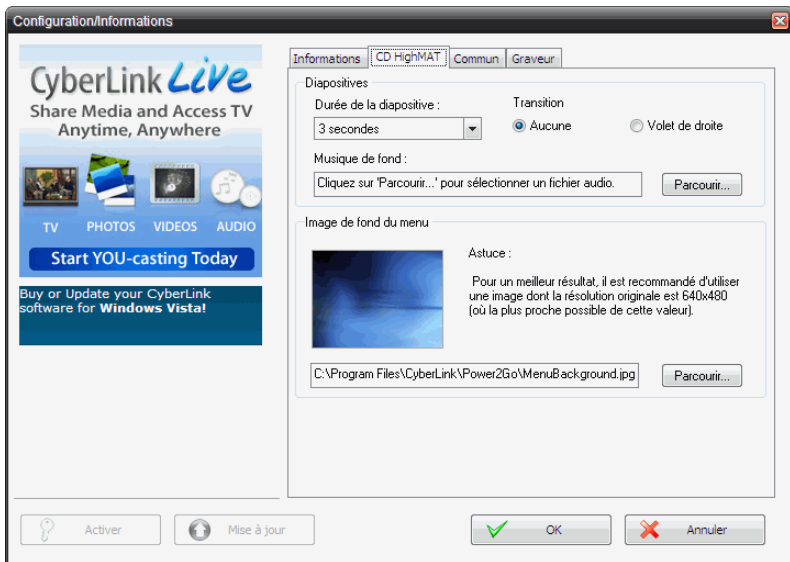 Configuration/Informations
CyberLink Live
Share Media and Access TV
Anytime, Anywhere
TV PHOTOS VIDEOS AUDIO
Start YOU-casting Today
Buy or Update your CyberLink
software for Windows Vista!
Informations CD HighMAT Commun Graveur
Diapositives
Durée de la diapositive : Transition
3 secondes Aucune Volet de droite
Musique de fond :
Cliquez sur 'Parcourir...' pour sélectionner un fichier audio. Parcourir...
Image de fond du menu
Astuce :
Pour un meilleur résultat, il est recommandé d'utiliser
une image dont la résolution originale est 640x480
(où la plus proche possible de cette valeur).
C:\Program Files\CyberLink\Power2Go\MenuBackground.jpg Parcourir...
Activer Mise à jour OK Annuler